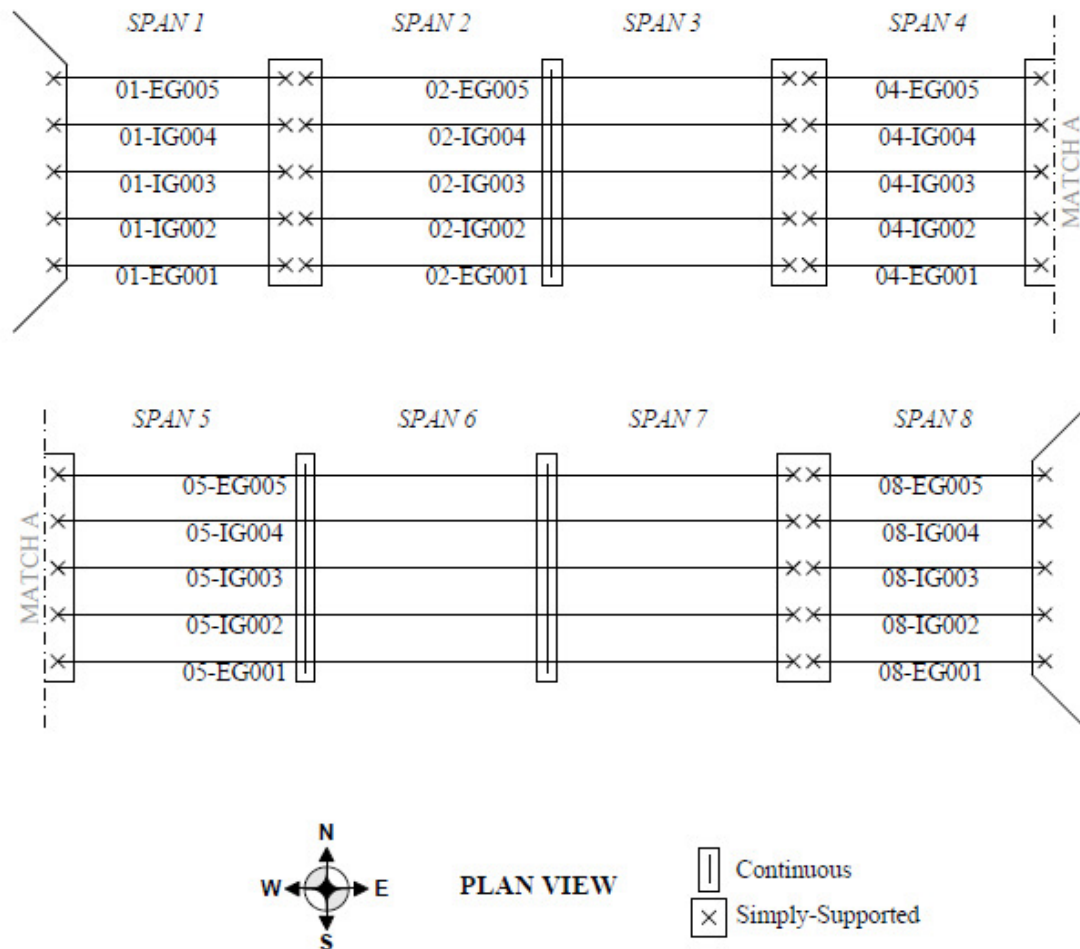 SPAN 1 SPAN 2 SPAN 3 SPAN 4
01-EG005 02-EG005 04-EG005
01-IG004 02-IG004 04-IG004
01-IG003 02-IG003 04-IG003
01-IG002 02-IG002 04-IG002
01-EG001 02-EG001 04-EG001
MATCH A
SPAN 5 SPAN 6 SPAN 7 SPAN 8
MATCH A
05-EG005 08-EG005
05-IG004 08-IG004
05-IG003 08-IG003
05-IG002 08-IG002
05-EG001 08-EG001
N
W E
S
PLAN VIEW
Continuous
Simply-Supported